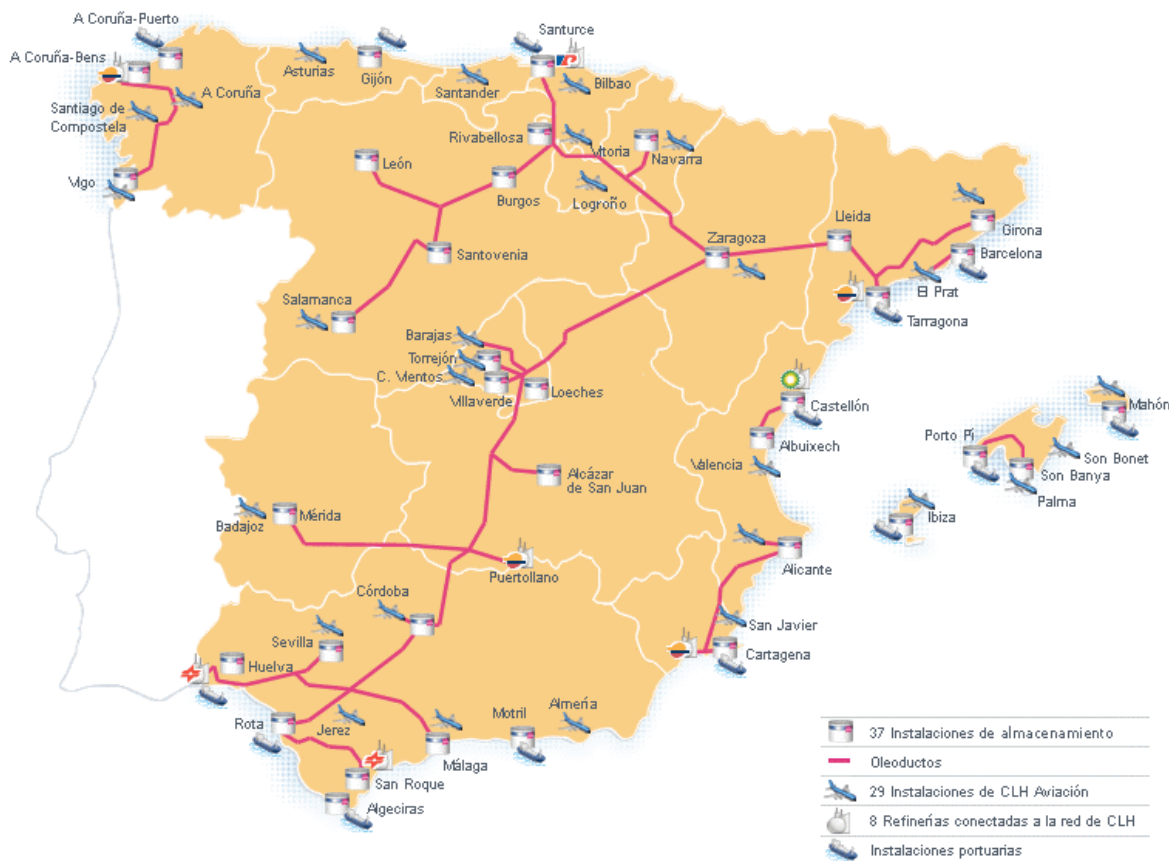 A Coruña-Puerto
A Coruña-Bens
Asturias
Gijón
Santurce
Santander
Bilbao
A Coruña
Santiago de
Compostela
Vigo
León
Rivabellosa
Vitoria
Navarra
Burgos
Logroño
Lleida
Girona
Zaragoza
Santovenia
Barcelona
El Prat
Tarragona
Salamanca
Barajas
Torrejón
C. Vientos
Villaverde
Loeches
Castellón
Mahón
Albuixech
Porto Pí
Son Bonet
Son Banya
Palma
Valencia
Alcázar
de San Juan
Badajoz
Mérida
Ibiza
Puertollano
Alicante
Córdoba
San Javier
Sevilla
Huelva
Cartagena
Rota
Jerez
Motril
Almería
Málaga
San Roque
Algeciras
37 Instalaciones de almacenamiento
Oleoductos
29 Instalaciones de CLH Aviación
8 Refinerías conectadas a la red de CLH
Instalaciones portuarias